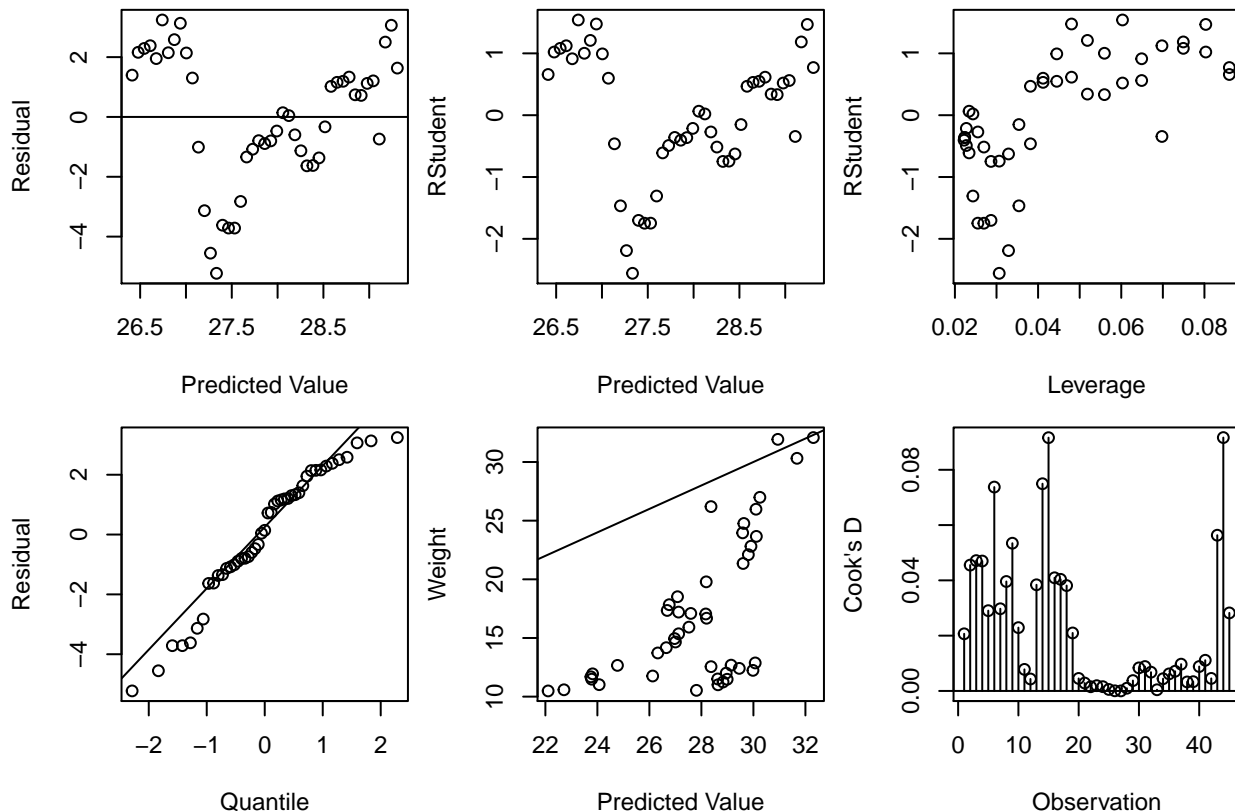 Residual
2
0
−2
−4
26.5 27.5 28.5
Predicted Value
RStudent
1
0
−1
−2
26.5 27.5 28.5
Predicted Value
RStudent
1
0
−1
−2
0.02 0.04 0.06 0.08
Leverage
Residual
2
0
−2
−4
−2 −1 0 1 2
Quantile
Weight
30
25
20
15
10
22 24 26 28 30 32
Predicted Value
Cook's D
0.08
0.04
0.00
0 10 20 30 40
Observation